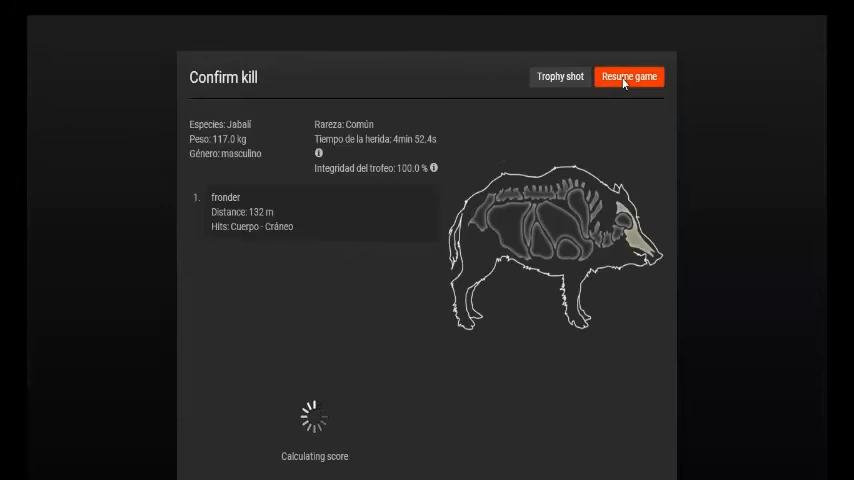 Confirm kill
Trophy shot
Resume game
Especies: Jabalí
Peso: 117.0 kg
Género: masculino
Rareza: Común
Tiempo de la herida: 4min 52.4s
Integridad del trofeo: 100.0 %
1. fronder
Distance: 132 m
Hits: Cuerpo - Cráneo
Calculating score